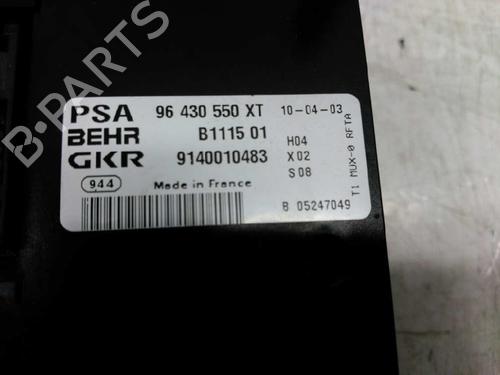 B-PARTS
PSA 96 430 550 XT 10-04-03
BEHR B1115 01 H04
GKR 9140010483 X02
944 Made in France S08
B 05247049
T1 MUX-0 RFTA